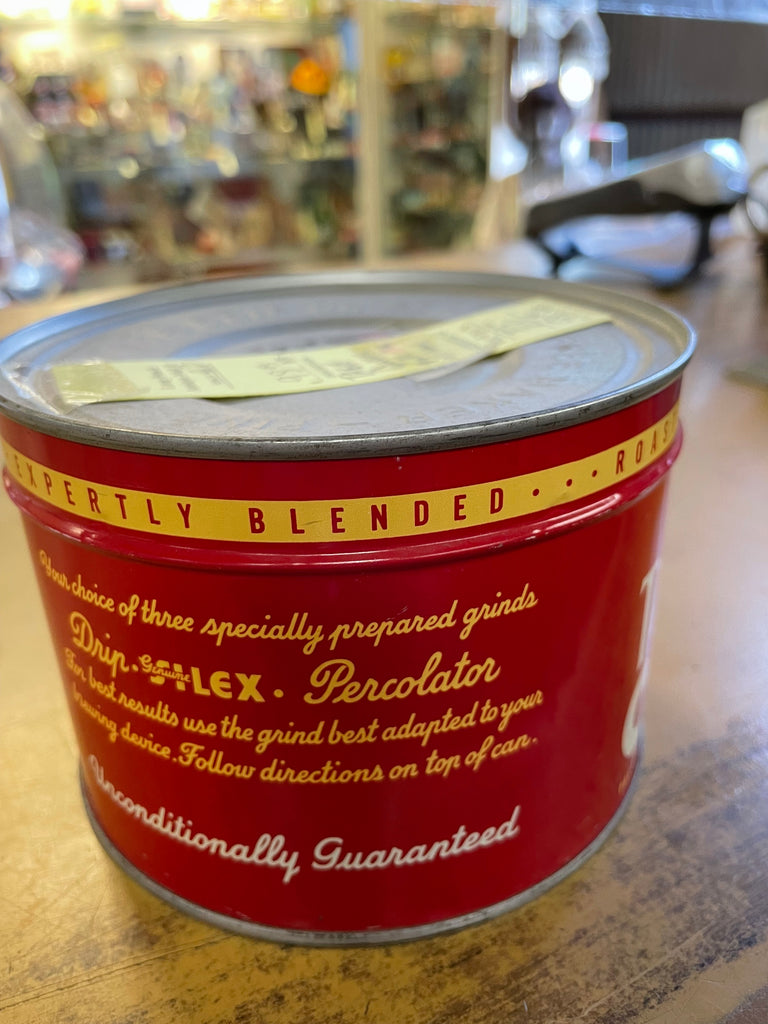 EXPERTLY BLENDED • • • ROAS
Your choice of three specially prepared grinds
Drip • Genuine SILEX • Percolator
For best results use the grind best adapted to your
brewing device. Follow directions on top of can.
Unconditionally Guaranteed